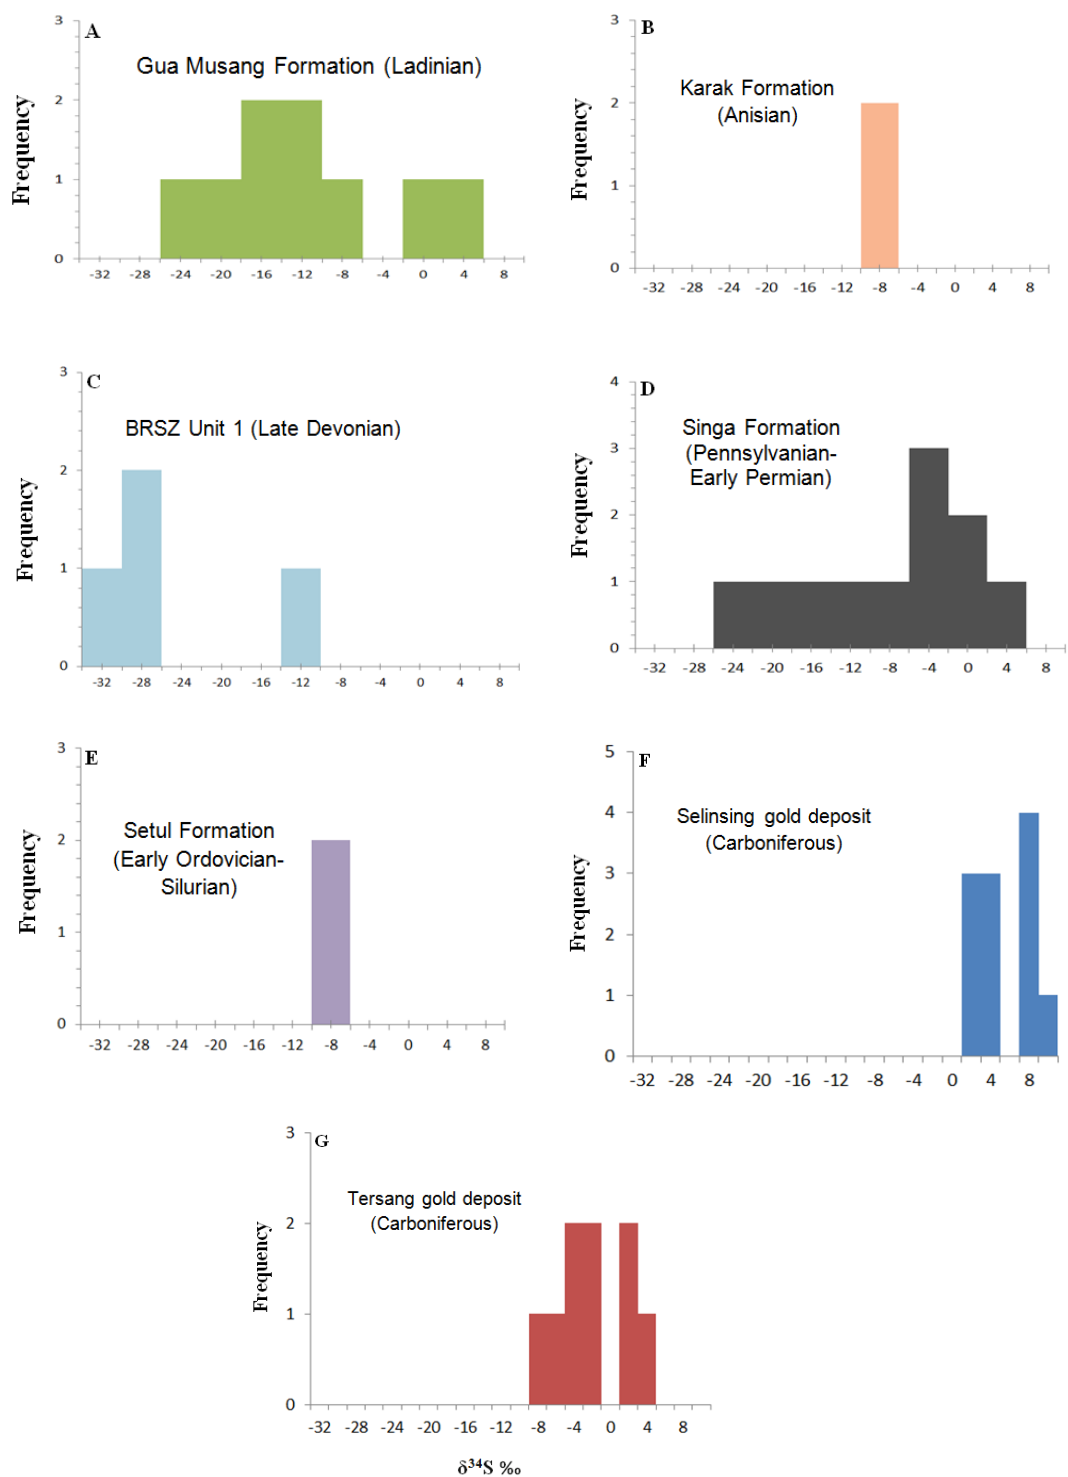 A
Gua Musang Formation (Ladinian)
Frequency
3
2
1
0
-32 -28 -24 -20 -16 -12 -8 -4 0 4 8
B
Karak Formation
(Anisian)
Frequency
3
2
1
0
-32 -28 -24 -20 -16 -12 -8 -4 0 4 8
C
BRSZ Unit 1 (Late Devonian)
Frequency
3
2
1
0
-32 -28 -24 -20 -16 -12 -8 -4 0 4 8
D
Singa Formation
(Pennsylvanian-
Early Permian)
Frequency
4
3
2
1
0
-32 -28 -24 -20 -16 -12 -8 -4 0 4 8
E
Setul Formation
(Early Ordovician-
Silurian)
Frequency
3
2
1
0
-32 -28 -24 -20 -16 -12 -8 -4 0 4 8
F
Selinsing gold deposit
(Carboniferous)
Frequency
5
4
3
2
1
0
-32 -28 -24 -20 -16 -12 -8 -4 0 4 8
G
Tersang gold deposit
(Carboniferous)
Frequency
3
2
1
0
-32 -28 -24 -20 -16 -12 -8 -4 0 4 8
δ³⁴S ‰